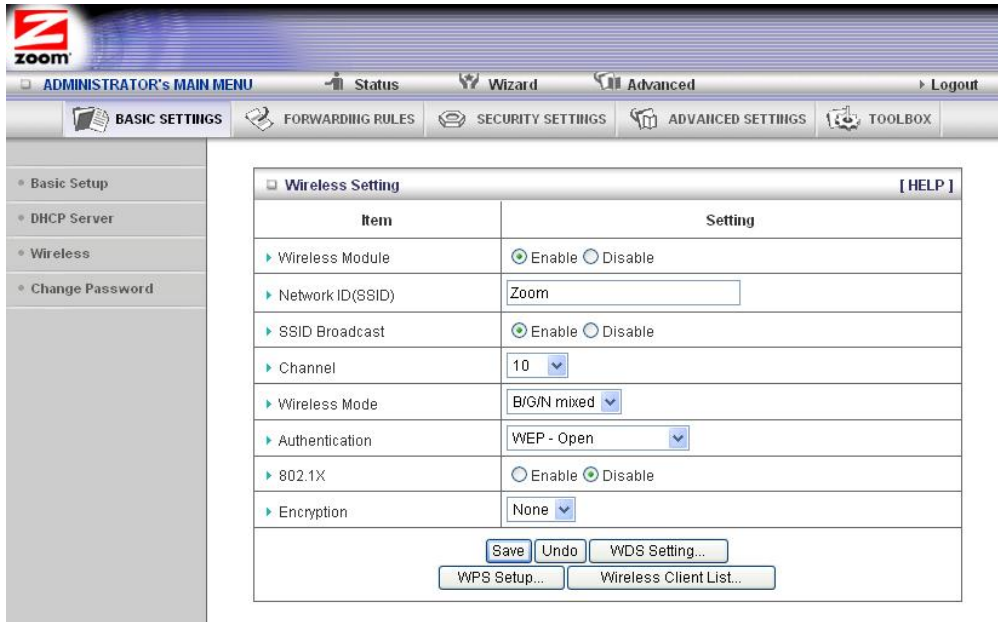 zoom
ADMINISTRATOR's MAIN MENU Status Wizard Advanced Logout
BASIC SETTINGS FORWARDING RULES SECURITY SETTINGS ADVANCED SETTINGS TOOLBOX
Basic Setup
DHCP Server
Wireless
Change Password
Wireless Setting [ HELP ]
Item Setting
Wireless Module Enable Disable
Network ID(SSID) Zoom
SSID Broadcast Enable Disable
Channel 10
Wireless Mode B/G/N mixed
Authentication WEP - Open
802.1X Enable Disable
Encryption None
Save Undo WDS Setting...
WPS Setup... Wireless Client List...